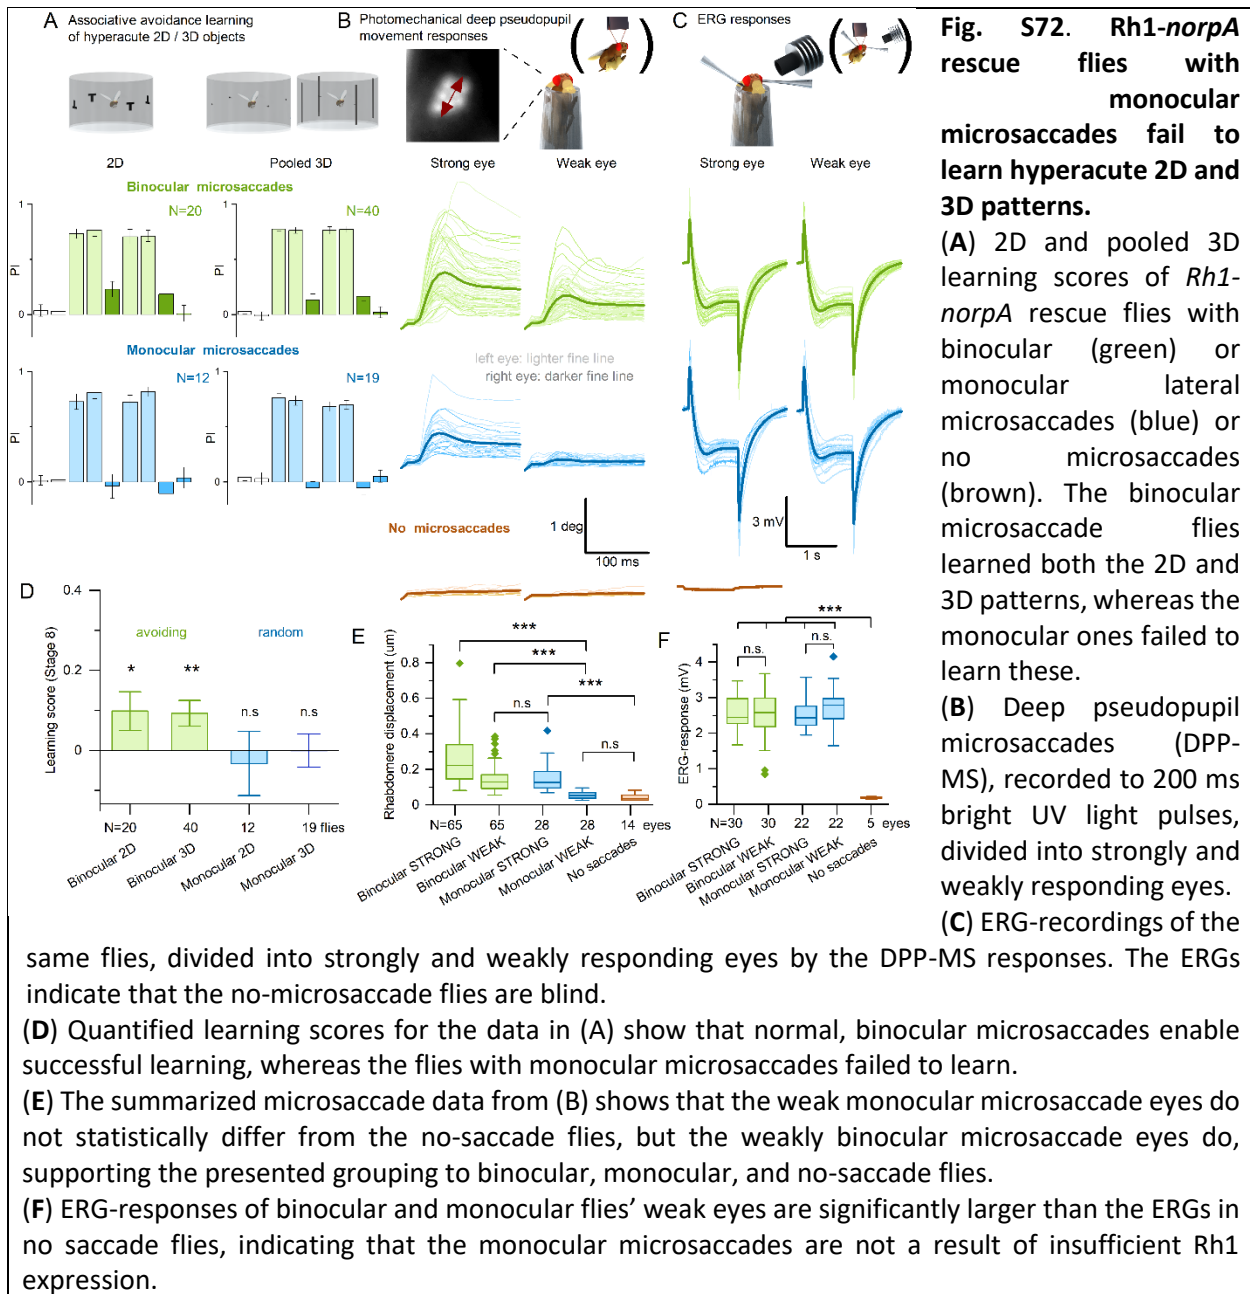 A
Associative avoidance learning
of hyperacute 2D / 3D objects
B
Photomechanical deep pseudopupil
movement responses
C
ERG responses
2D
Pooled 3D
Strong eye
Weak eye
Strong eye
Weak eye
Binocular microsaccades
1
N=20
N=40
PI
0
Monocular microsaccades
left eye: lighter fine line
right eye: darker fine line
1
N=12
N=19
PI
0
1 deg
100 ms
3 mV
1 s
No microsaccades
D
0.4
0.2
0
Learning score (Stage 8)
avoiding
random
*
**
n.s
n.s
N=20
40
12
19 flies
Binocular 2D
Binocular 3D
Monocular 2D
Monocular 3D
E
0.8
0.6
0.4
0.2
0
Rhabdomere displacement (um)
***
***
n.s
***
n.s
N=65
65
28
28
14
eyes
Binocular STRONG
Binocular WEAK
Monocular STRONG
Monocular WEAK
No saccades
F
4
3
2
1
0
ERG-response (mV)
***
n.s.
n.s.
N=30
30
22
22
5
eyes
Binocular STRONG
Binocular WEAK
Monocular STRONG
Monocular WEAK
No saccades
Fig. S72. Rh1-norpA
rescue flies with
monocular
microsaccades fail to
learn hyperacute 2D and
3D patterns.
(A) 2D and pooled 3D
learning scores of Rh1-
norpA rescue flies with
binocular (green) or
monocular lateral
microsaccades (blue) or
no microsaccades
(brown). The binocular
microsaccade flies
learned both the 2D and
3D patterns, whereas the
monocular ones failed to
learn these.
(B) Deep pseudopupil
microsaccades (DPP-
MS), recorded to 200 ms
bright UV light pulses,
divided into strongly and
weakly responding eyes.
(C) ERG-recordings of the
same flies, divided into strongly and weakly responding eyes by the DPP-MS responses. The ERGs
indicate that the no-microsaccade flies are blind.
(D) Quantified learning scores for the data in (A) show that normal, binocular microsaccades enable
successful learning, whereas the flies with monocular microsaccades failed to learn.
(E) The summarized microsaccade data from (B) shows that the weak monocular microsaccade eyes do
not statistically differ from the no-saccade flies, but the weakly binocular microsaccade eyes do,
supporting the presented grouping to binocular, monocular, and no-saccade flies.
(F) ERG-responses of binocular and monocular flies’ weak eyes are significantly larger than the ERGs in
no saccade flies, indicating that the monocular microsaccades are not a result of insufficient Rh1
expression.